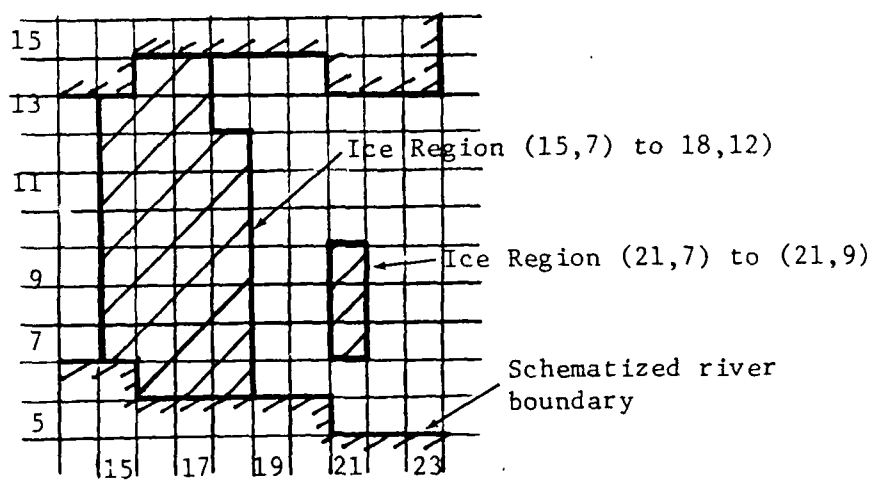 15
13
Ice Region (15,7) to 18,12)
11
Ice Region (21,7) to (21,9)
9
7
Schematized river
boundary
5
15 17 19 21 23